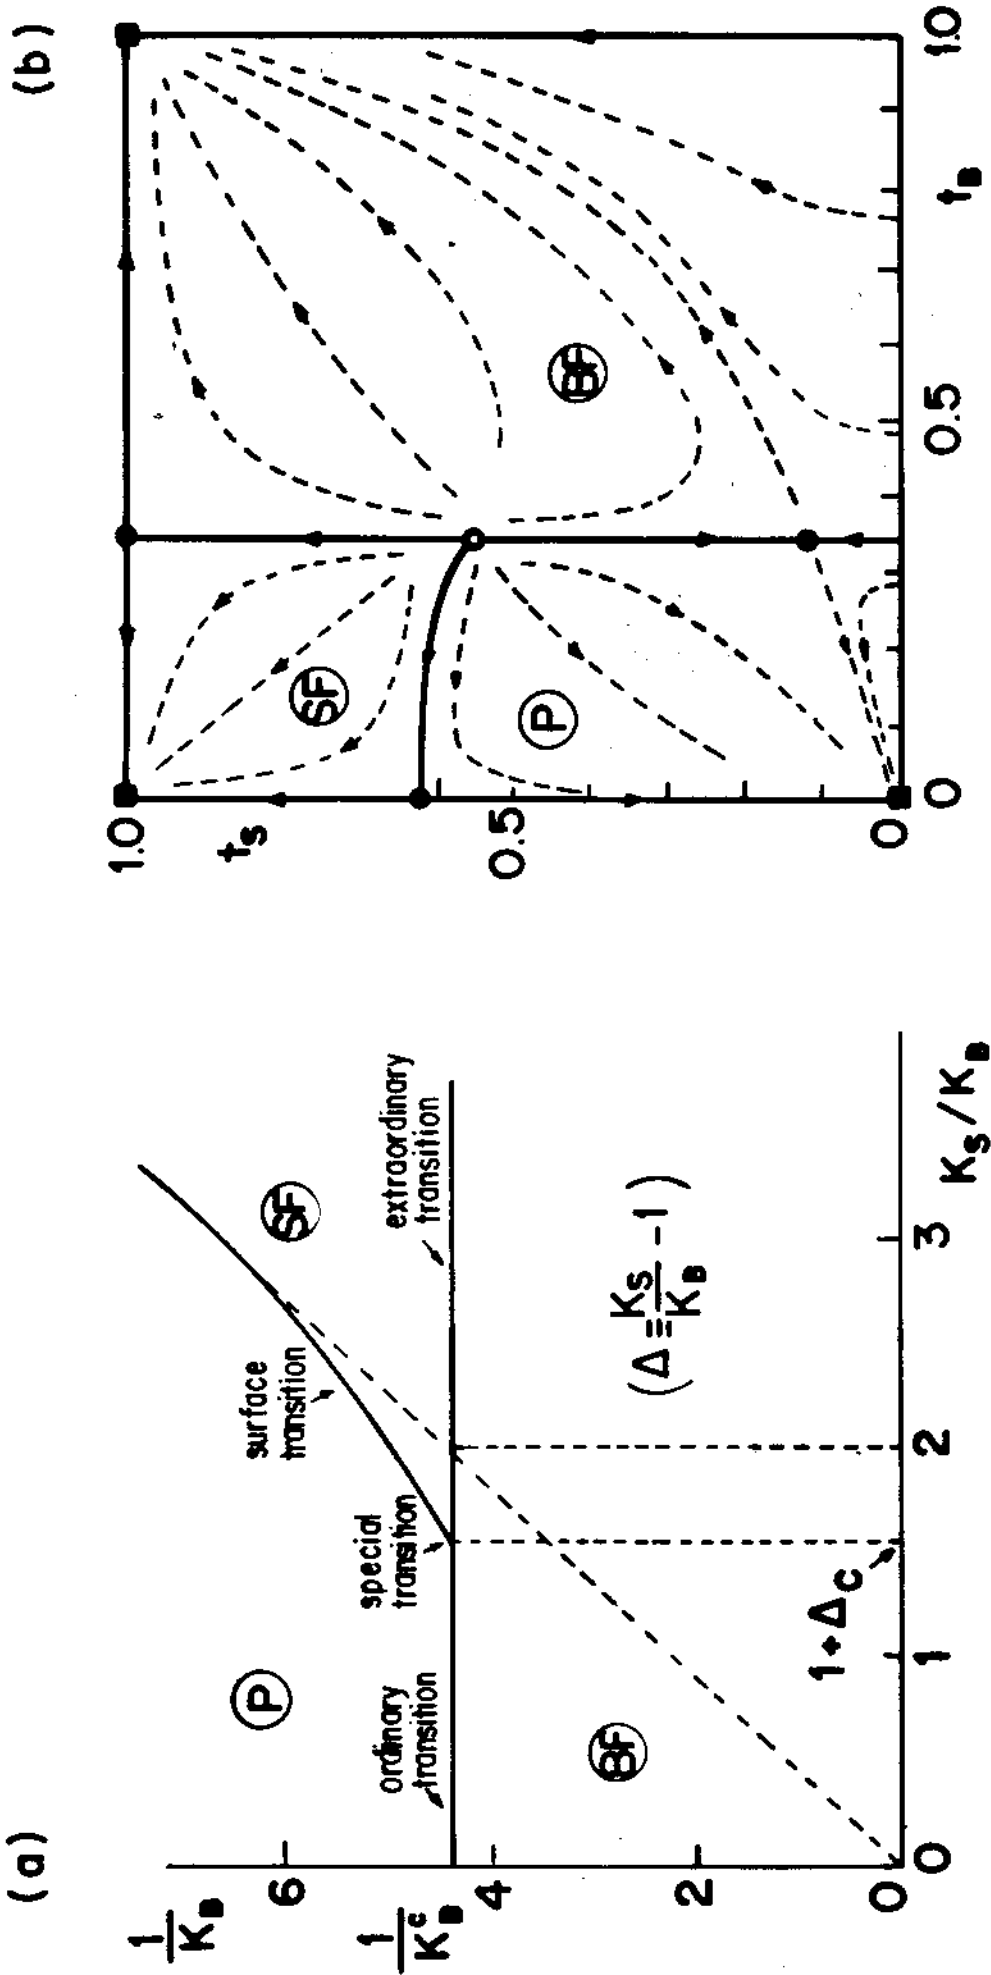 (a)
1
K_B
6
1
K_B^c
4
2
0
P
SF
BF
surface
transition
special
transition
ordinary
transition
extraordinary
transition
(Δ ≡ K_S/K_B - 1)
1+Δ_C
0
1
2
3
K_S/K_B
(b)
1.0
t_S
0.5
0
SF
P
BF
0
0.5
t_B
1.0